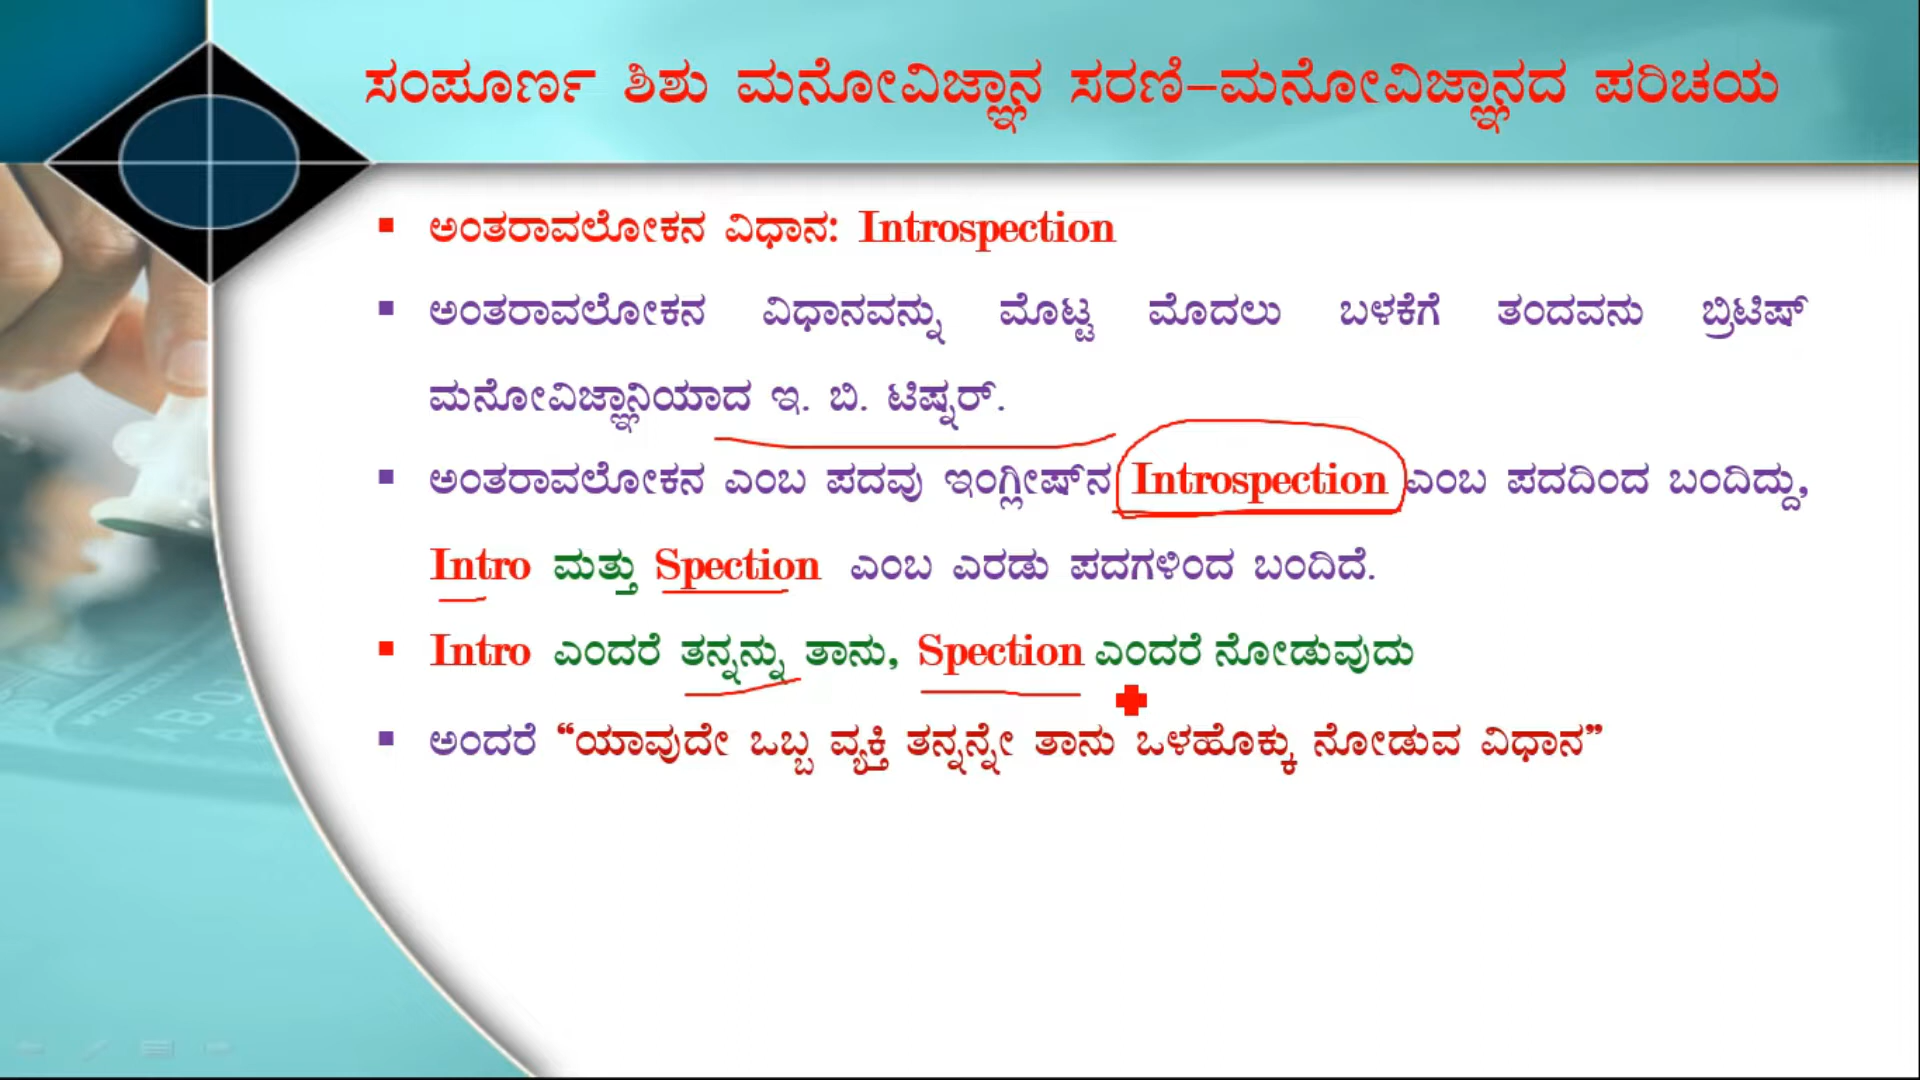 ಸಂಪೂರ್ಣ ಶಿಶು ಮನೋವಿಜ್ಞಾನ ಸರಣಿ–ಮನೋವಿಜ್ಞಾನದ ಪರಿಚಯ
▪ ಅಂತರಾವಲೋಕನ ವಿಧಾನ: Introspection
▪ ಅಂತರಾವಲೋಕನ ವಿಧಾನವನ್ನು ಮೊಟ್ಟ ಮೊದಲು ಬಳಕೆಗೆ ತಂದವನು ಬ್ರಿಟಿಷ್
ಮನೋವಿಜ್ಞಾನಿಯಾದ ಇ. ಬಿ. ಟಿಷ್ನರ್.
▪ ಅಂತರಾವಲೋಕನ ಎಂಬ ಪದವು ಇಂಗ್ಲೀಷ್‌ನ Introspection ಎಂಬ ಪದದಿಂದ ಬಂದಿದ್ದು,
Intro ಮತ್ತು Spection ಎಂಬ ಎರಡು ಪದಗಳಿಂದ ಬಂದಿದೆ.
▪ Intro ಎಂದರೆ ತನ್ನನ್ನು ತಾನು, Spection ಎಂದರೆ ನೋಡುವುದು
▪ ಅಂದರೆ “ಯಾವುದೇ ಒಬ್ಬ ವ್ಯಕ್ತಿ ತನ್ನನ್ನೇ ತಾನು ಒಳಹೊಕ್ಕು ನೋಡುವ ವಿಧಾನ”